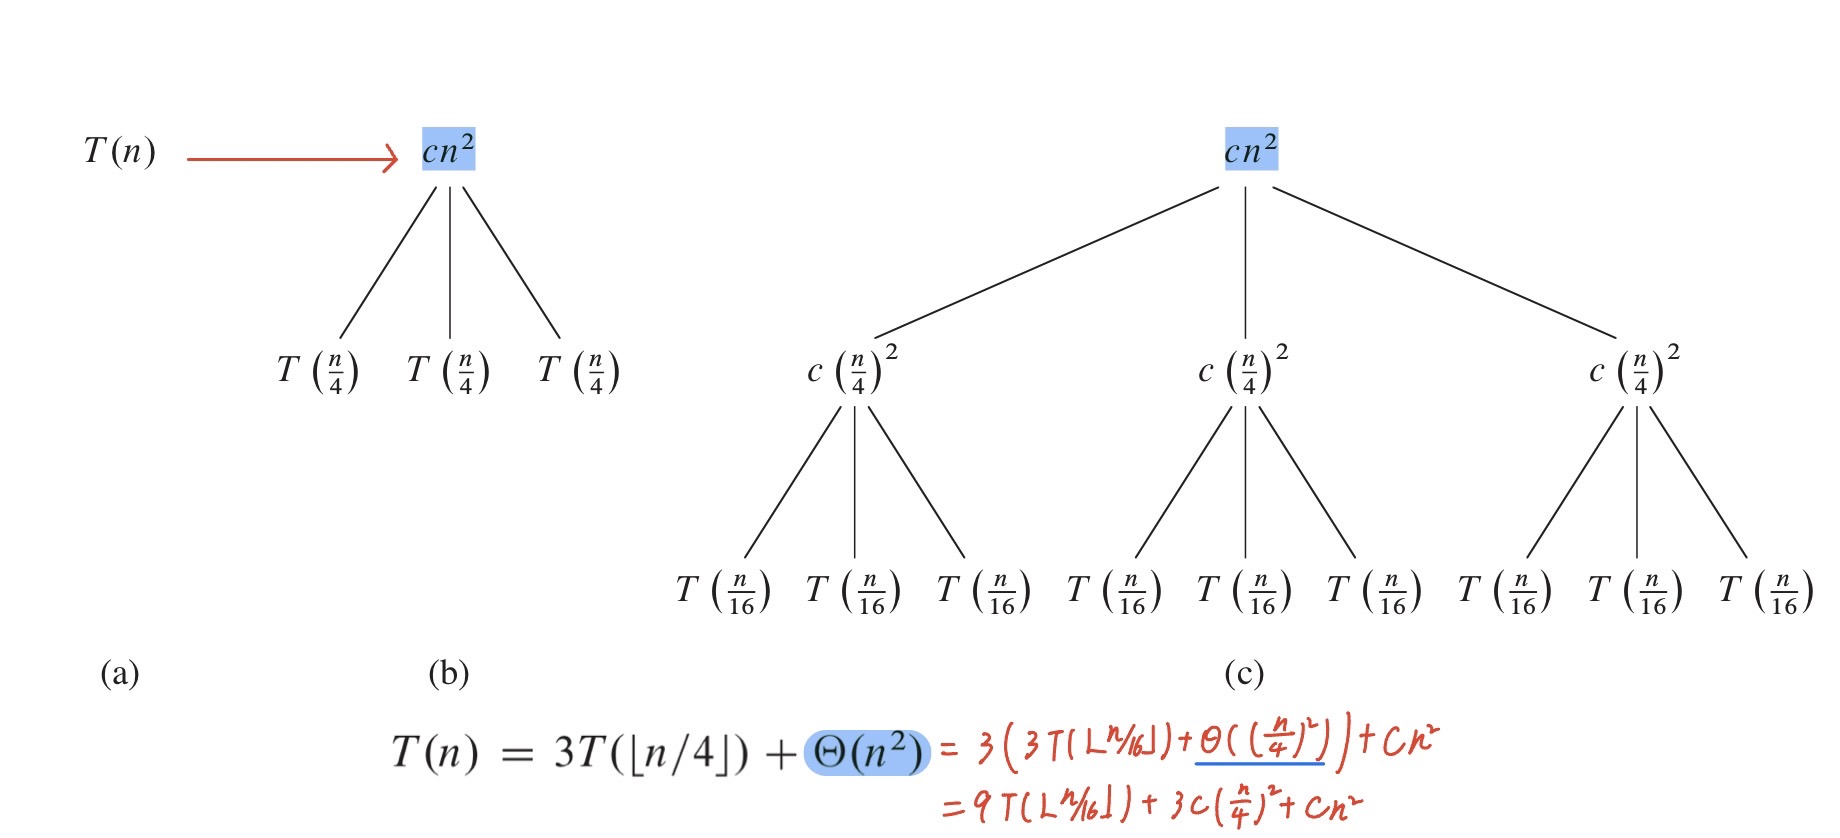 T(n) cn² cn²
T(n/4) T(n/4) T(n/4) c(n/4)² c(n/4)² c(n/4)²
T(n/16) T(n/16) T(n/16) T(n/16) T(n/16) T(n/16) T(n/16) T(n/16) T(n/16)
(a) (b) (c)
T(n) = 3T(⌊n/4⌋) + Θ(n²) = 3(3T(⌊n/16⌋) + Θ((n/4)²)) + Cn²
= 9T(⌊n/16⌋) + 3C(n/4)² + Cn²